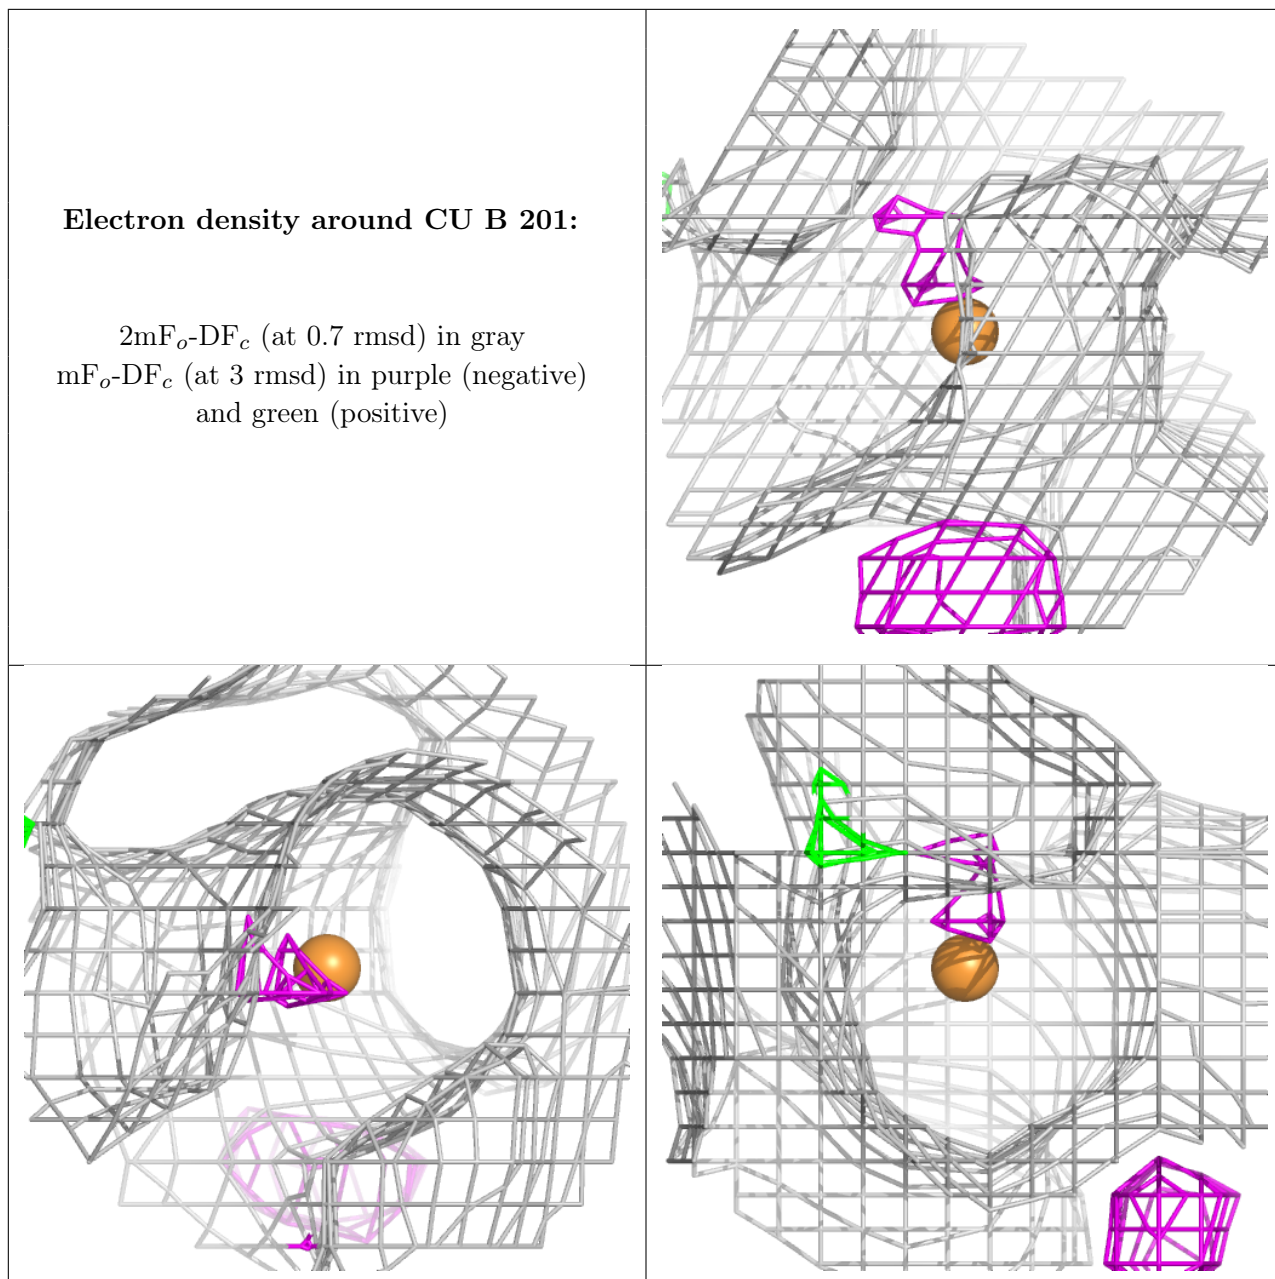 Electron density around CU B 201:
2mFo-DFc (at 0.7 rmsd) in gray
mFo-DFc (at 3 rmsd) in purple (negative)
and green (positive)